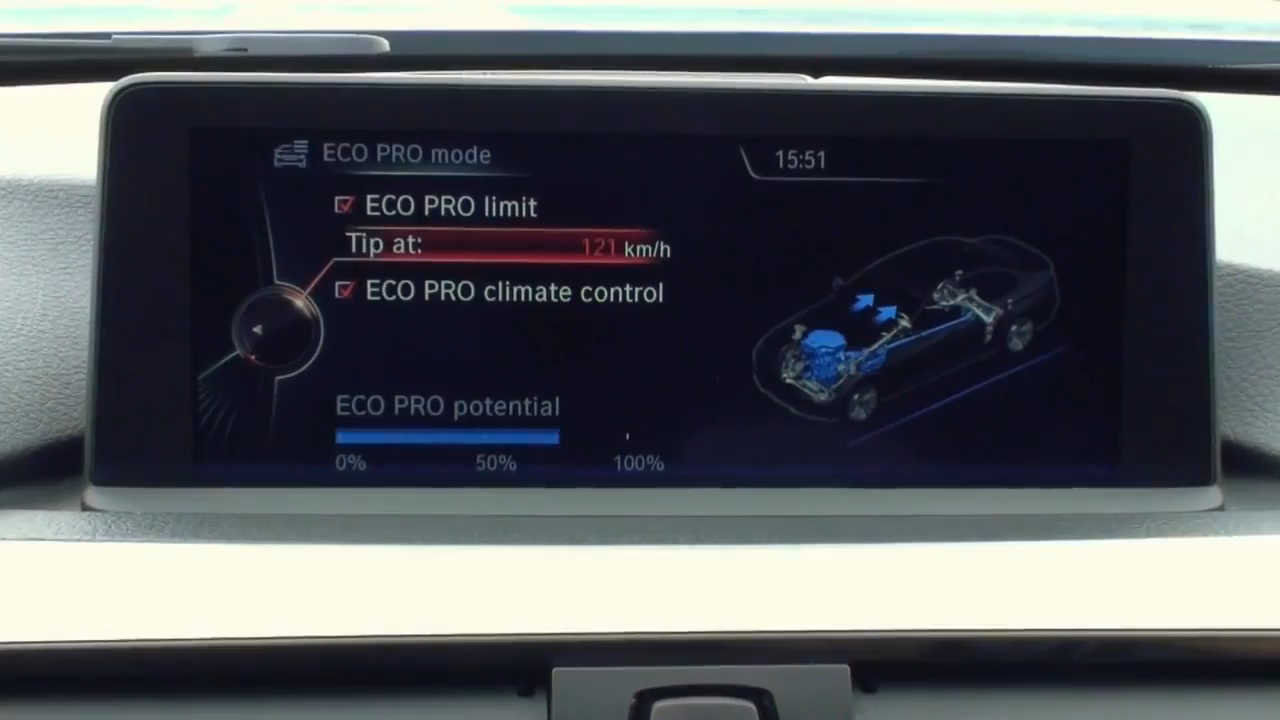 ECO PRO mode
15:51
ECO PRO limit
Tip at: 121 km/h
ECO PRO climate control
ECO PRO potential
0% 50% 100%